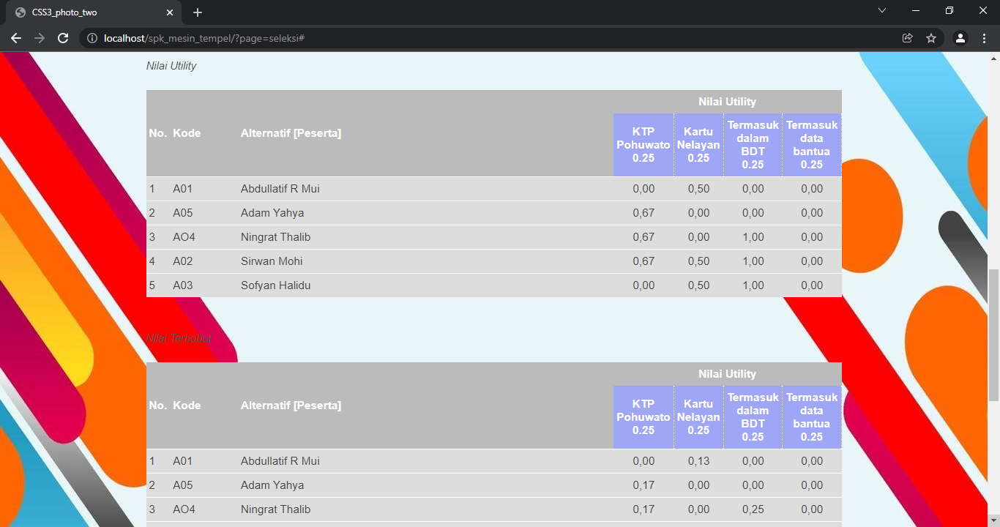 CSS3_photo_two
localhost/spk_mesin_tempel/?page=seleksi#
Nilai Utility
Nilai Utility
No. Kode Alternatif [Peserta] KTP Pohuwato 0.25 Kartu Nelayan 0.25 Termasuk dalam BDT 0.25 Termasuk data bantua 0.25
1 A01 Abdullatif R Mui 0,00 0,50 0,00 0,00
2 A05 Adam Yahya 0,67 0,00 0,00 0,00
3 AO4 Ningrat Thalib 0,67 0,00 1,00 0,00
4 A02 Sirwan Mohi 0,67 0,50 1,00 0,00
5 A03 Sofyan Halidu 0,00 0,50 1,00 0,00
Nilai Terbobot
Nilai Utility
No. Kode Alternatif [Peserta] KTP Pohuwato 0.25 Kartu Nelayan 0.25 Termasuk dalam BDT 0.25 Termasuk data bantua 0.25
1 A01 Abdullatif R Mui 0,00 0,13 0,00 0,00
2 A05 Adam Yahya 0,17 0,00 0,00 0,00
3 AO4 Ningrat Thalib 0,17 0,00 0,25 0,00